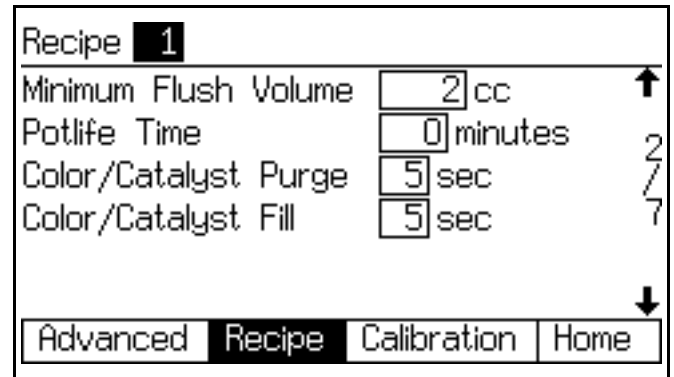 Recipe 1
Minimum Flush Volume 2 cc
Potlife Time 0 minutes
Color/Catalyst Purge 5 sec
Color/Catalyst Fill 5 sec
2/7
Advanced Recipe Calibration Home